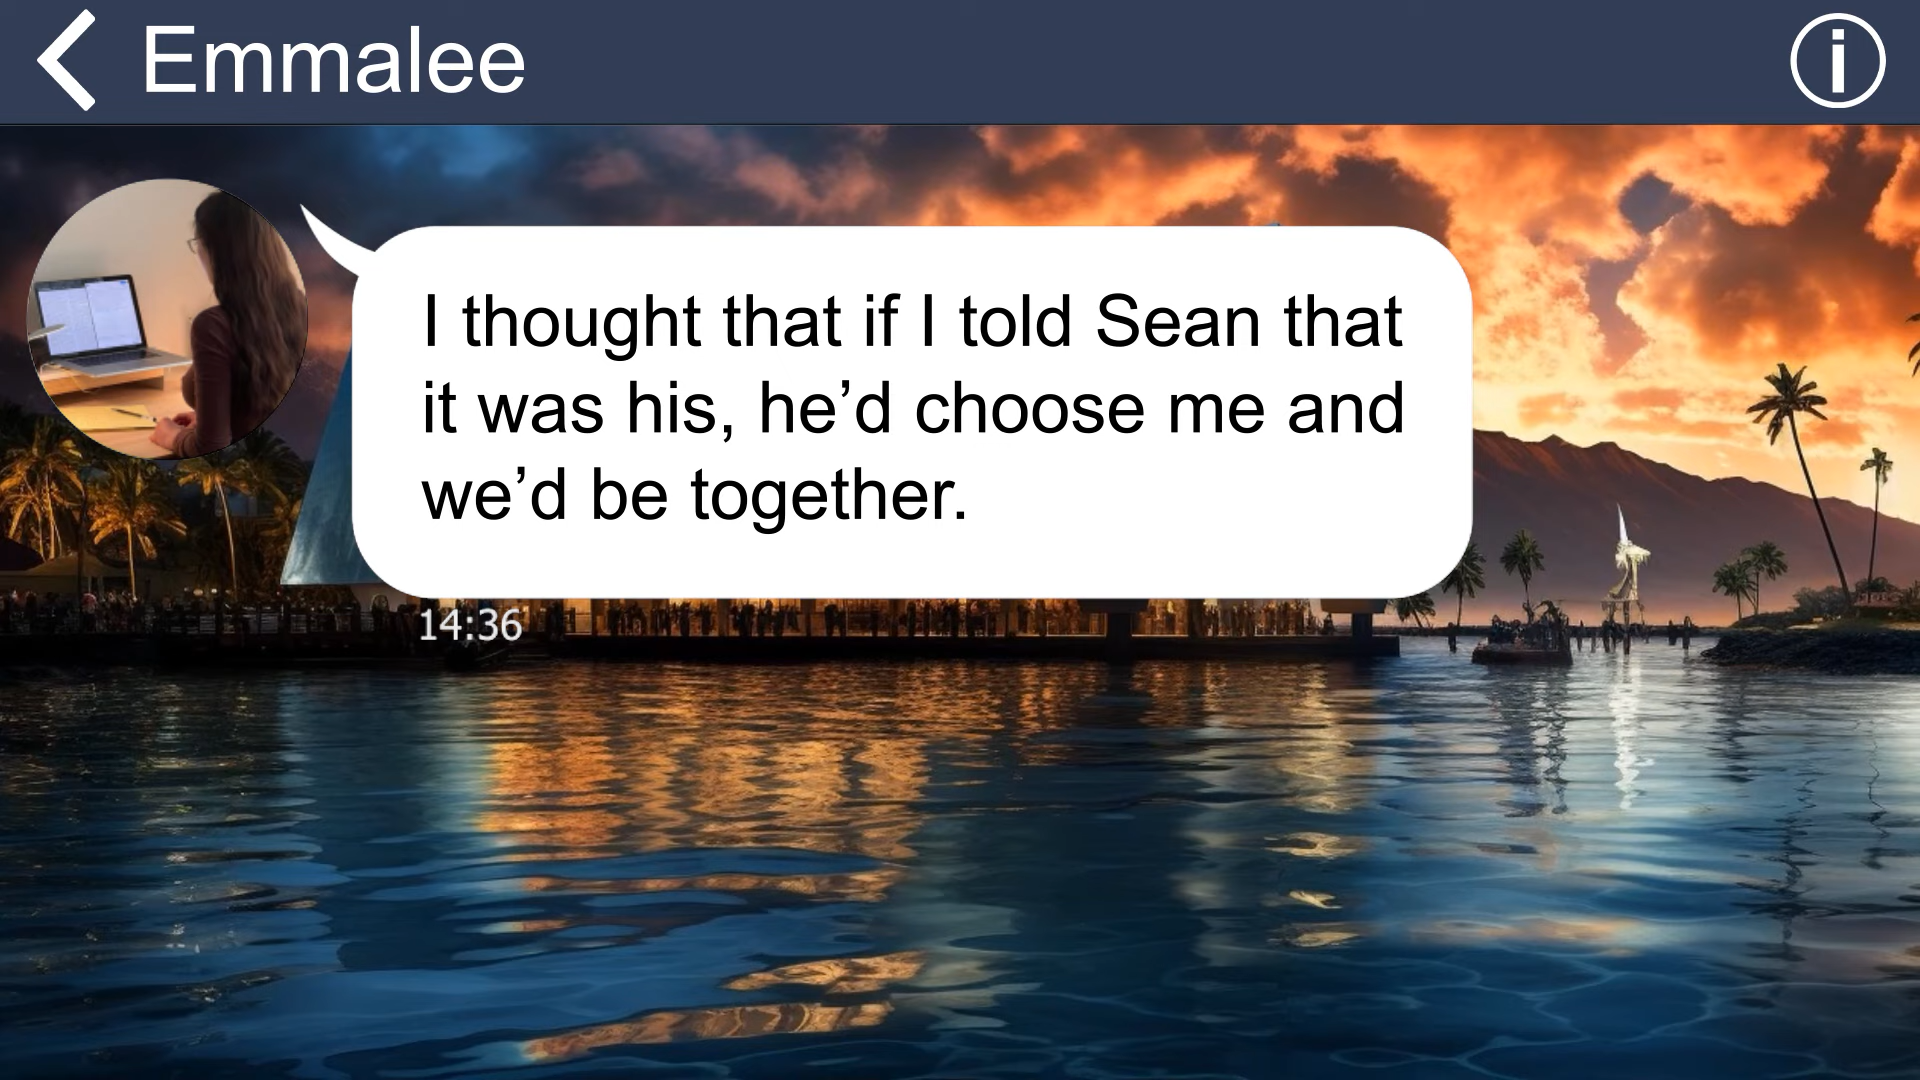 Emmalee
I thought that if I told Sean that
it was his, he’d choose me and
we’d be together.
14:36